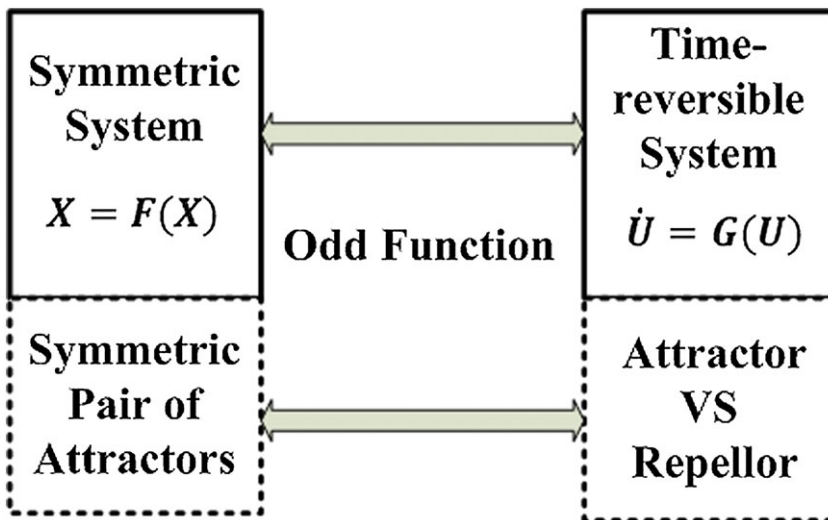 Symmetric
System
X = F(X)
Time-
reversible
System
U̇ = G(U)
Odd Function
Symmetric
Pair of
Attractors
Attractor
VS
Repellor